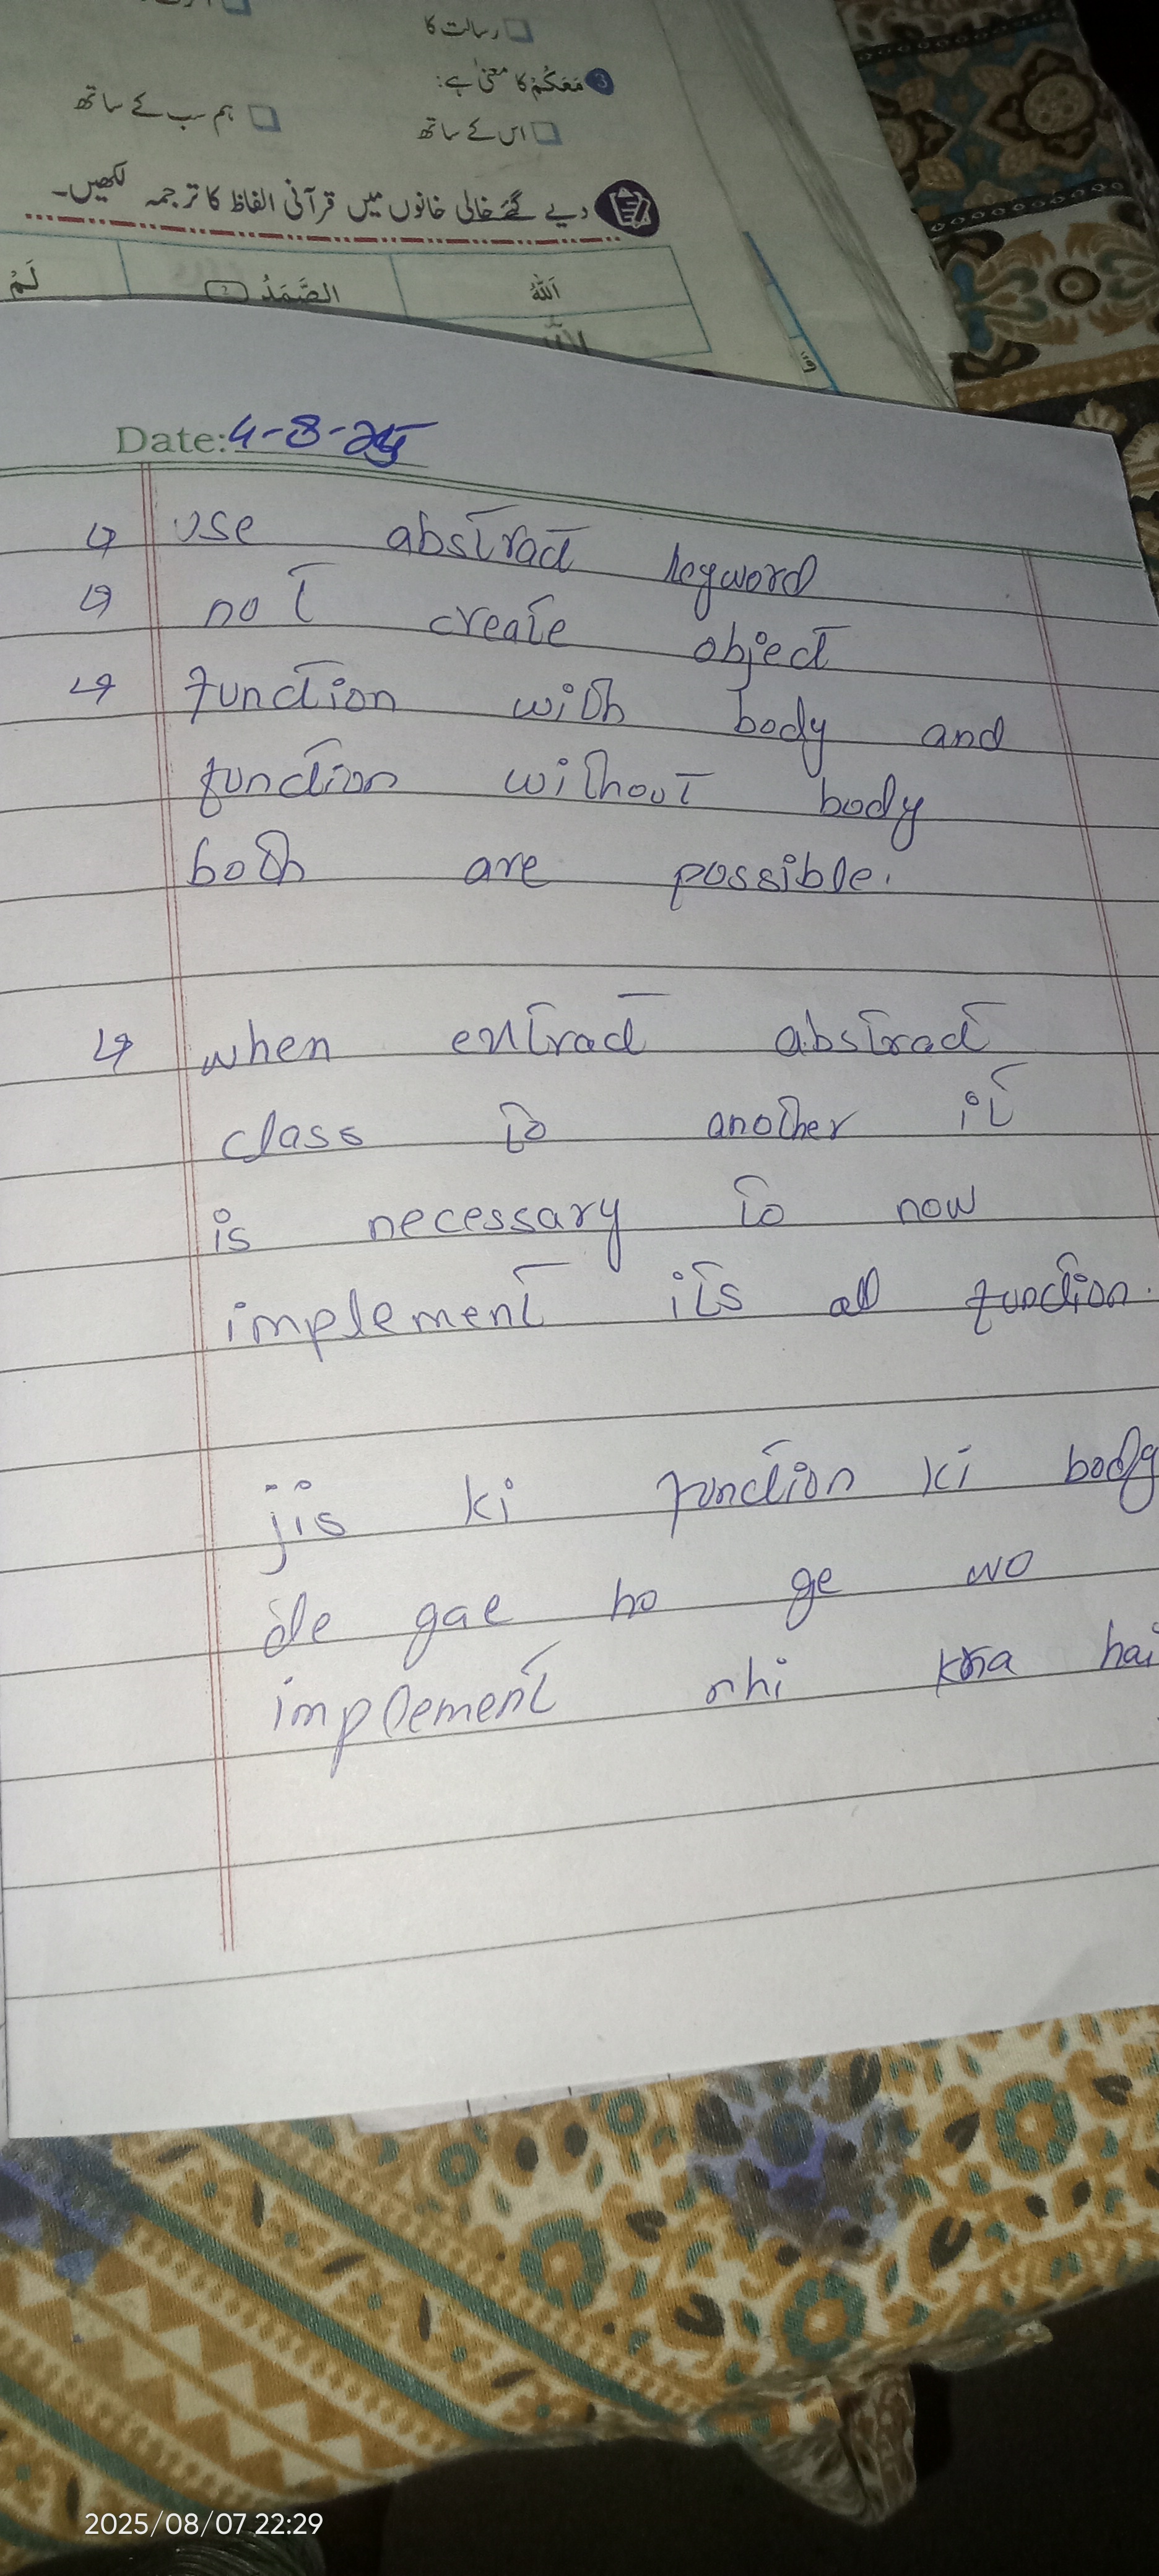 رسالت کا
3 مَعَكُمْ کا معنیٰ ہے:
اس کے ساتھ ہم سب کے ساتھ
دیے گئے خالی خانوں میں قرآنی الفاظ کا ترجمہ لکھیں۔
اَللّٰهُ الصَّمَدُ لَمْ
Date: 4-8-25
use abstract keyword
not create object
function with body and
function without body
both are possible.
when extract abstract
class to another it
is necessary to now
implement its all function.
jis ki function ki body
de gae ho ge wo
implement nhi krna hai
2025/08/07 22:29